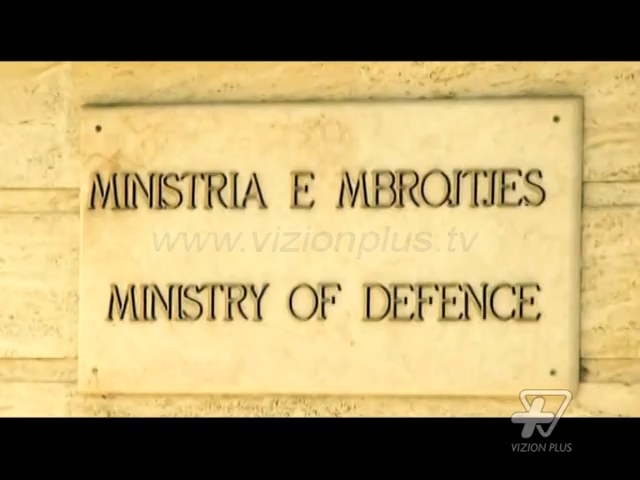 MINISTRIA E MBROJTJES
www.vizionplus.tv
MINISTRY OF DEFENCE
VIZION PLUS